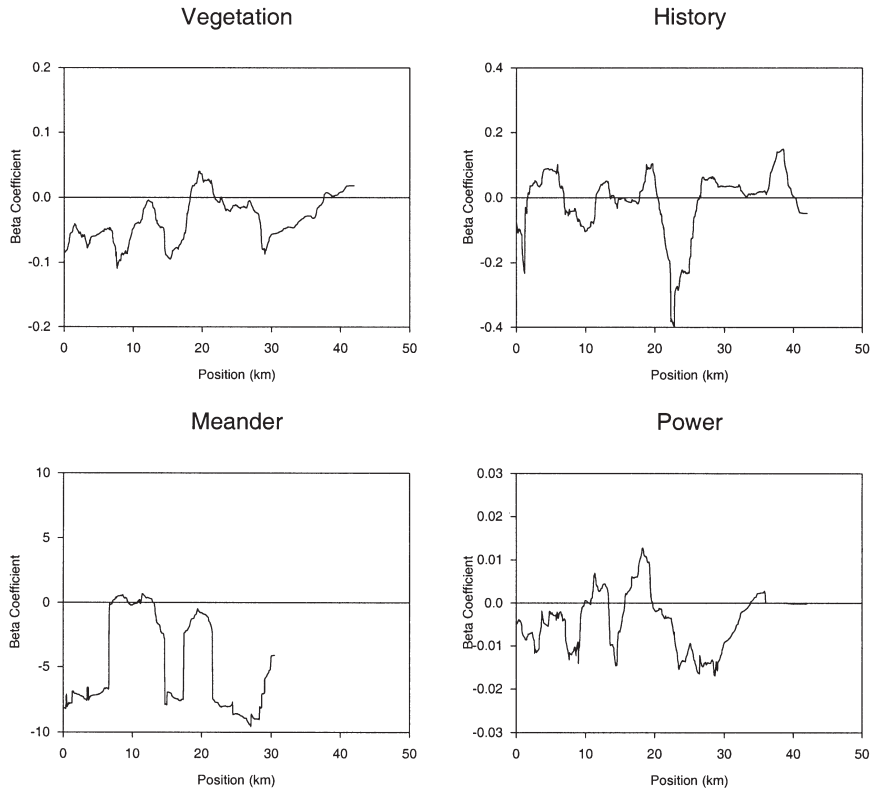 Vegetation
0.2
0.1
0.0
-0.1
-0.2
Beta Coefficient
0 10 20 30 40 50
Position (km)
History
0.4
0.2
0.0
-0.2
-0.4
Beta Coefficient
0 10 20 30 40 50
Position (km)
Meander
10
5
0
-5
-10
Beta Coefficient
0 10 20 30 40 50
Position (km)
Power
0.03
0.02
0.01
0.0
-0.01
-0.02
-0.03
Beta Coefficient
0 10 20 30 40 50
Position (km)